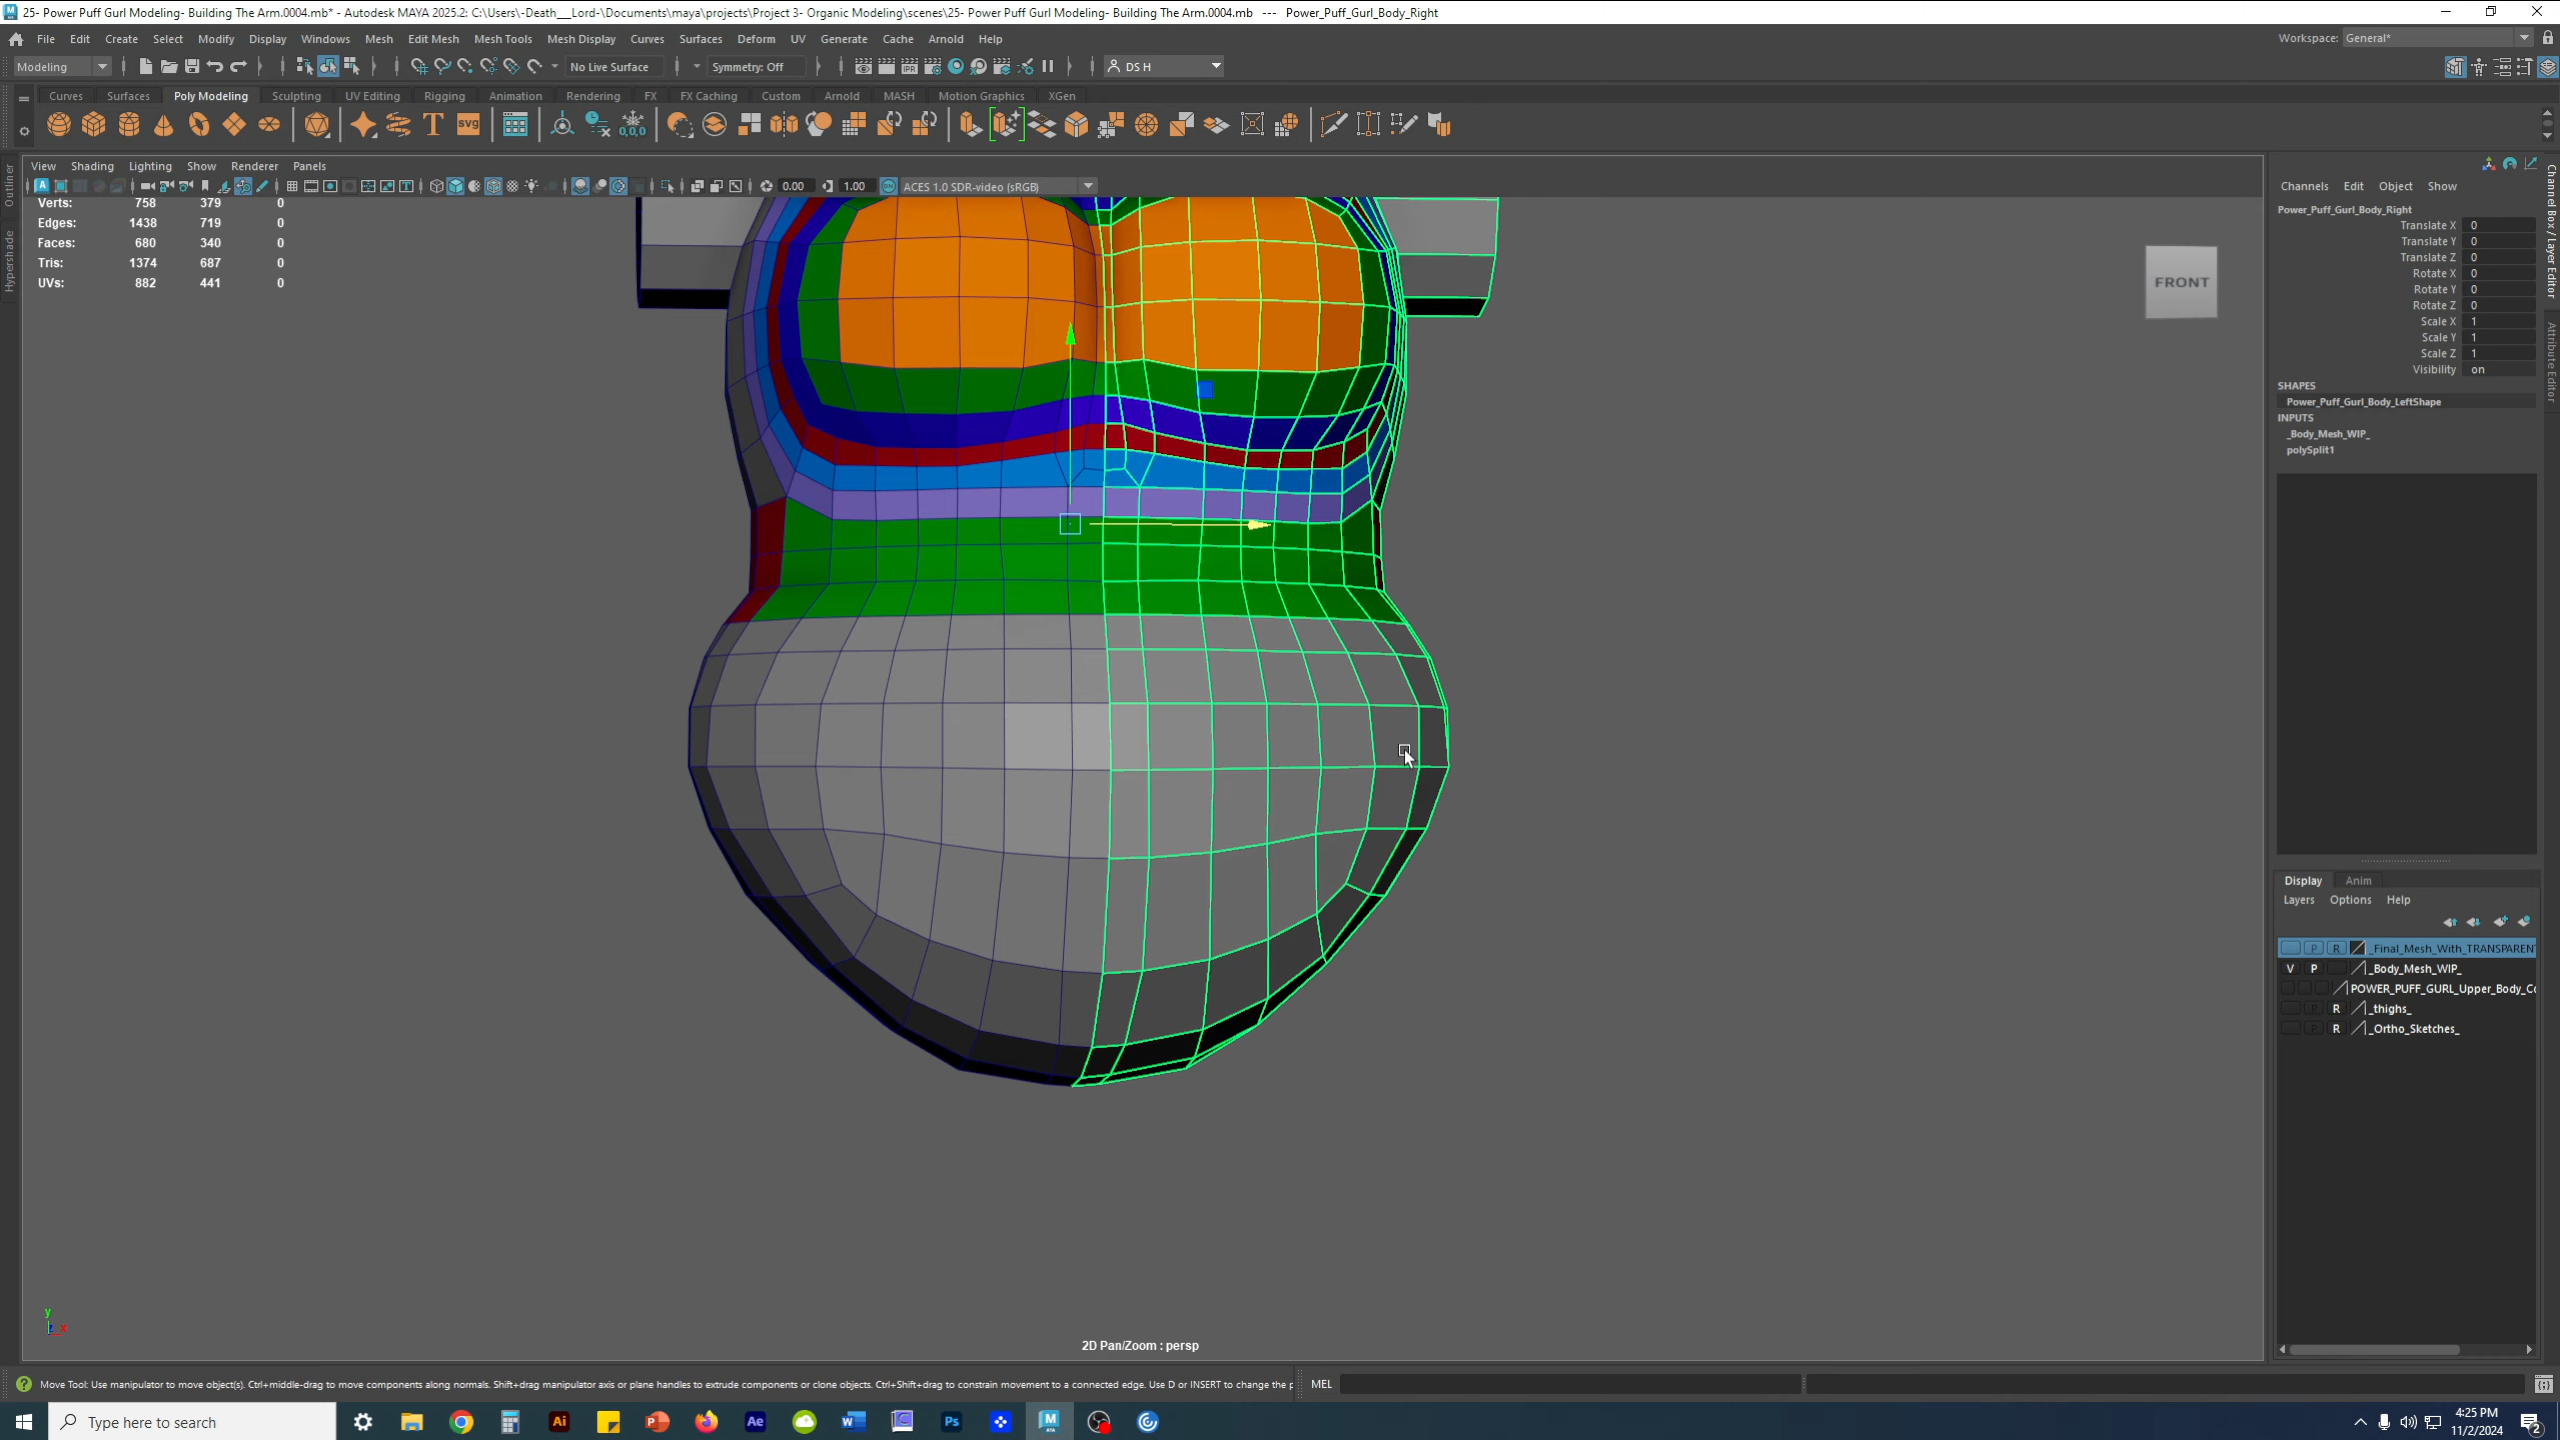 25- Power Puff Gurl Modeling- Building The Arm.0004.mb* - Autodesk MAYA 2025.2: C:\Users\-Death__Lord-\Documents\maya\projects\Project 3- Organic Modeling\scenes\25- Power Puff Gurl Modeling- Building The Arm.0004.mb --- Power_Puff_Gurl_Body_Right
File Edit Create Select Modify Display Windows Mesh Edit Mesh Mesh Tools Mesh Display Curves Surfaces Deform UV Generate Cache Arnold Help
Workspace: General*
Modeling No Live Surface Symmetry: Off DS H
Curves Surfaces Poly Modeling Sculpting UV Editing Rigging Animation Rendering FX FX Caching Custom Arnold MASH Motion Graphics XGen
View Shading Lighting Show Renderer Panels
0.00 1.00 ACES 1.0 SDR-video (sRGB)
Outliner
Hypershade
Verts: 758 379 0
Edges: 1438 719 0
Faces: 680 340 0
Tris: 1374 687 0
UVs: 882 441 0
FRONT
2D Pan/Zoom : persp
Channels Edit Object Show
Power_Puff_Gurl_Body_Right
Translate X 0
Translate Y 0
Translate Z 0
Rotate X 0
Rotate Y 0
Rotate Z 0
Scale X 1
Scale Y 1
Scale Z 1
Visibility on
SHAPES
Power_Puff_Gurl_Body_LeftShape
INPUTS
_Body_Mesh_WIP_
polySplit1
Channel Box / Layer Editor
Attribute Editor
Display Anim
Layers Options Help
P R _Final_Mesh_With_TRANSPAREN
V P _Body_Mesh_WIP_
POWER_PUFF_GURL_Upper_Body_Co
P R _thighs_
P R _Ortho_Sketches_
Move Tool: Use manipulator to move object(s). Ctrl+middle-drag to move components along normals. Shift+drag manipulator axis or plane handles to extrude components or clone objects. Ctrl+Shift+drag to constrain movement to a connected edge. Use D or INSERT to change the p
MEL
Type here to search
4:25 PM
11/2/2024
2